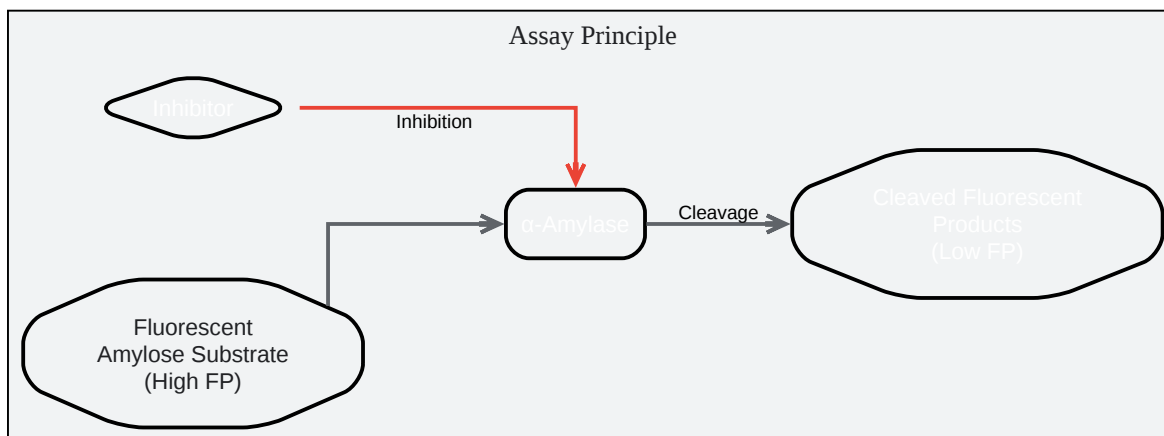 Assay Principle
Inhibitor
Inhibition
α-Amylase
Cleavage
Cleaved Fluorescent
Products
(Low FP)
Fluorescent
Amylose Substrate
(High FP)